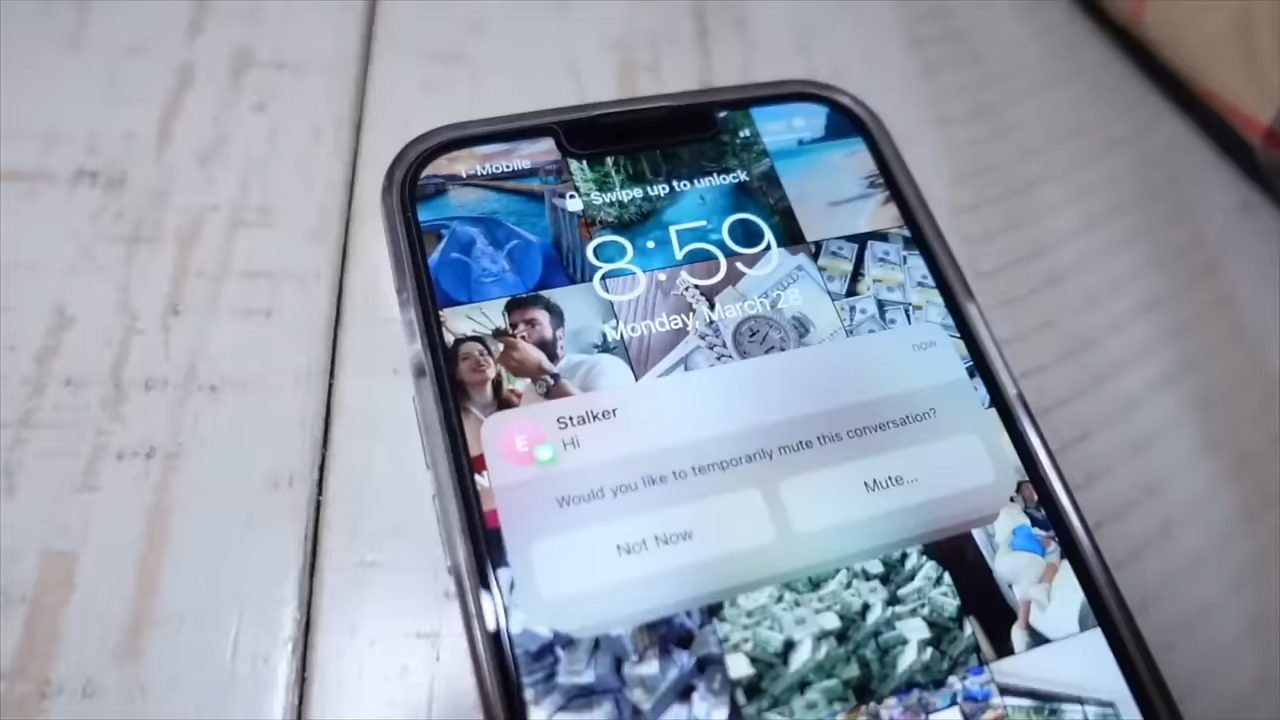 T-Mobile
Swipe up to unlock
8:59
Monday, March 28
now
Stalker
E
Hi
Would you like to temporarily mute this conversation?
Mute...
Not Now